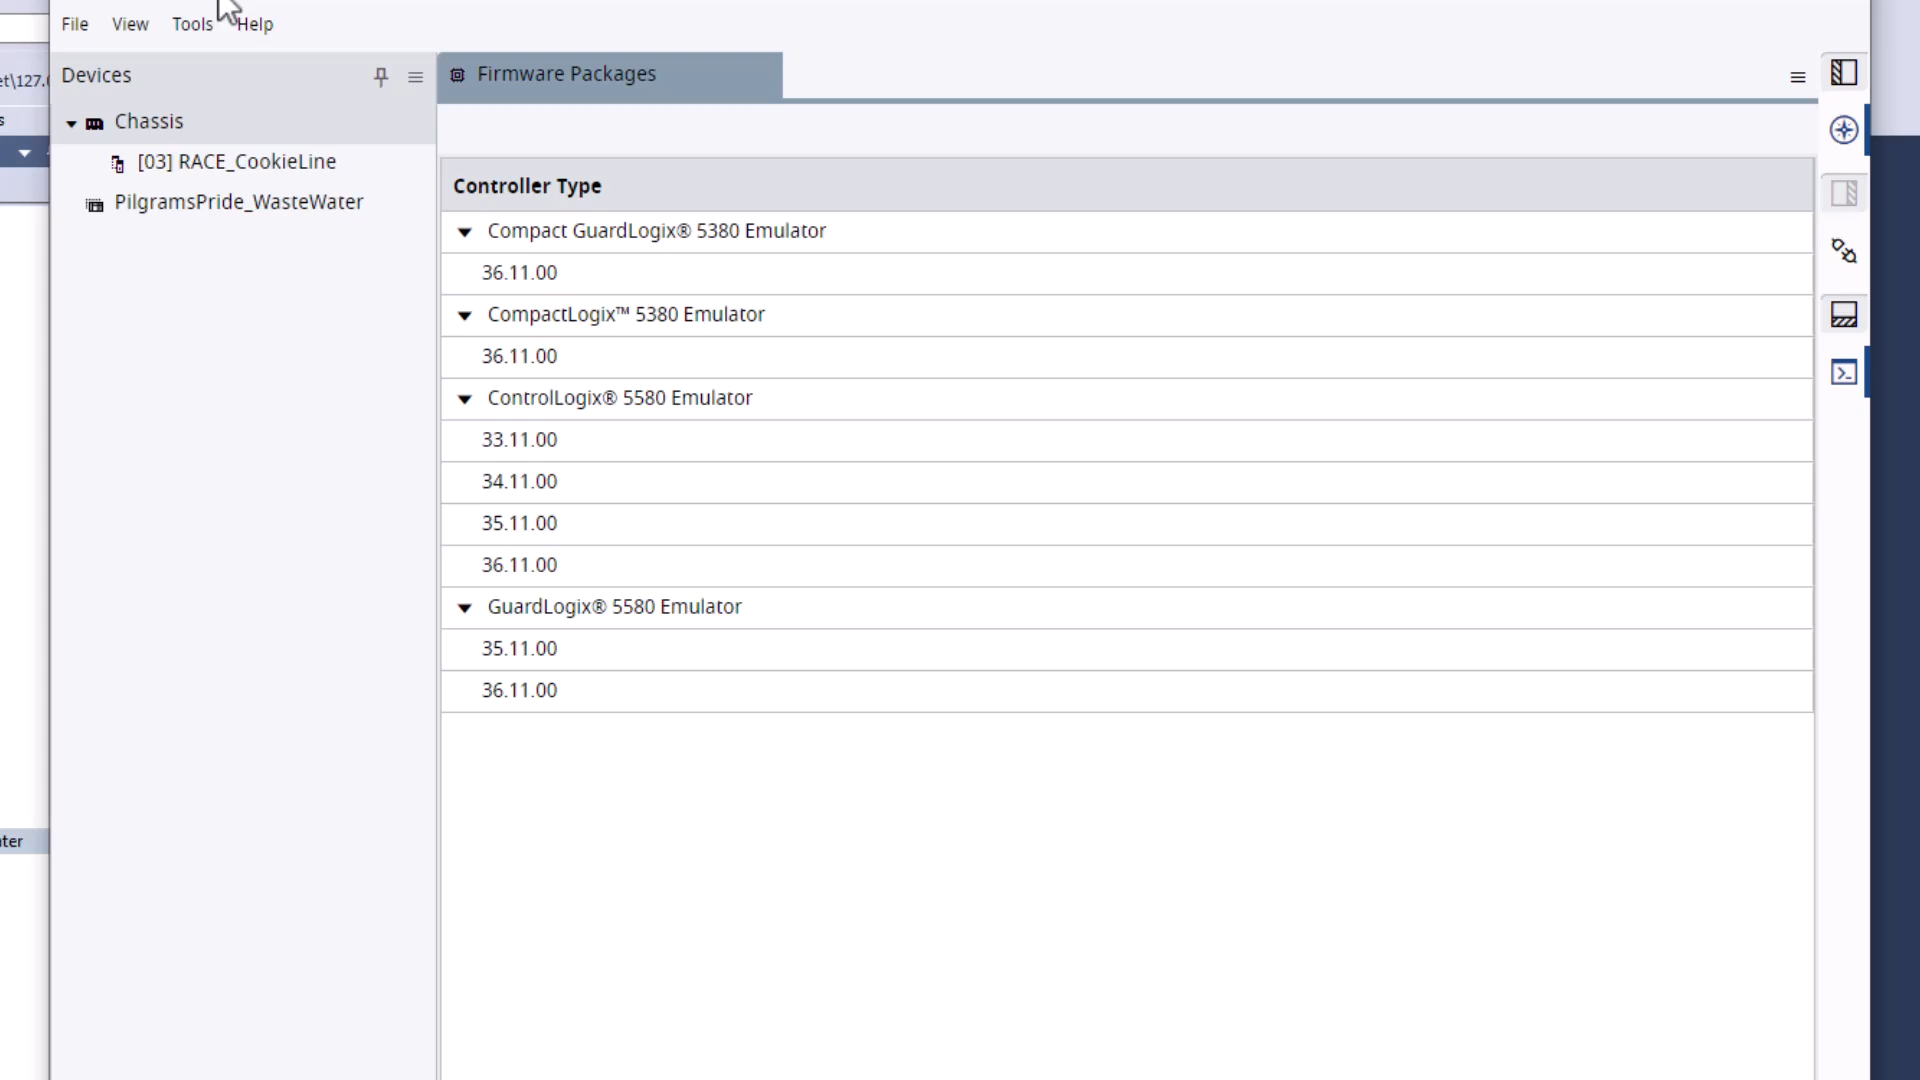 File View Tools Help
Devices
Firmware Packages
et\127.
s
Chassis
[03] RACE_CookieLine
PilgramsPride_WasteWater
Controller Type
Compact GuardLogix® 5380 Emulator
36.11.00
CompactLogix™ 5380 Emulator
36.11.00
ControlLogix® 5580 Emulator
33.11.00
34.11.00
35.11.00
36.11.00
GuardLogix® 5580 Emulator
35.11.00
36.11.00
ater